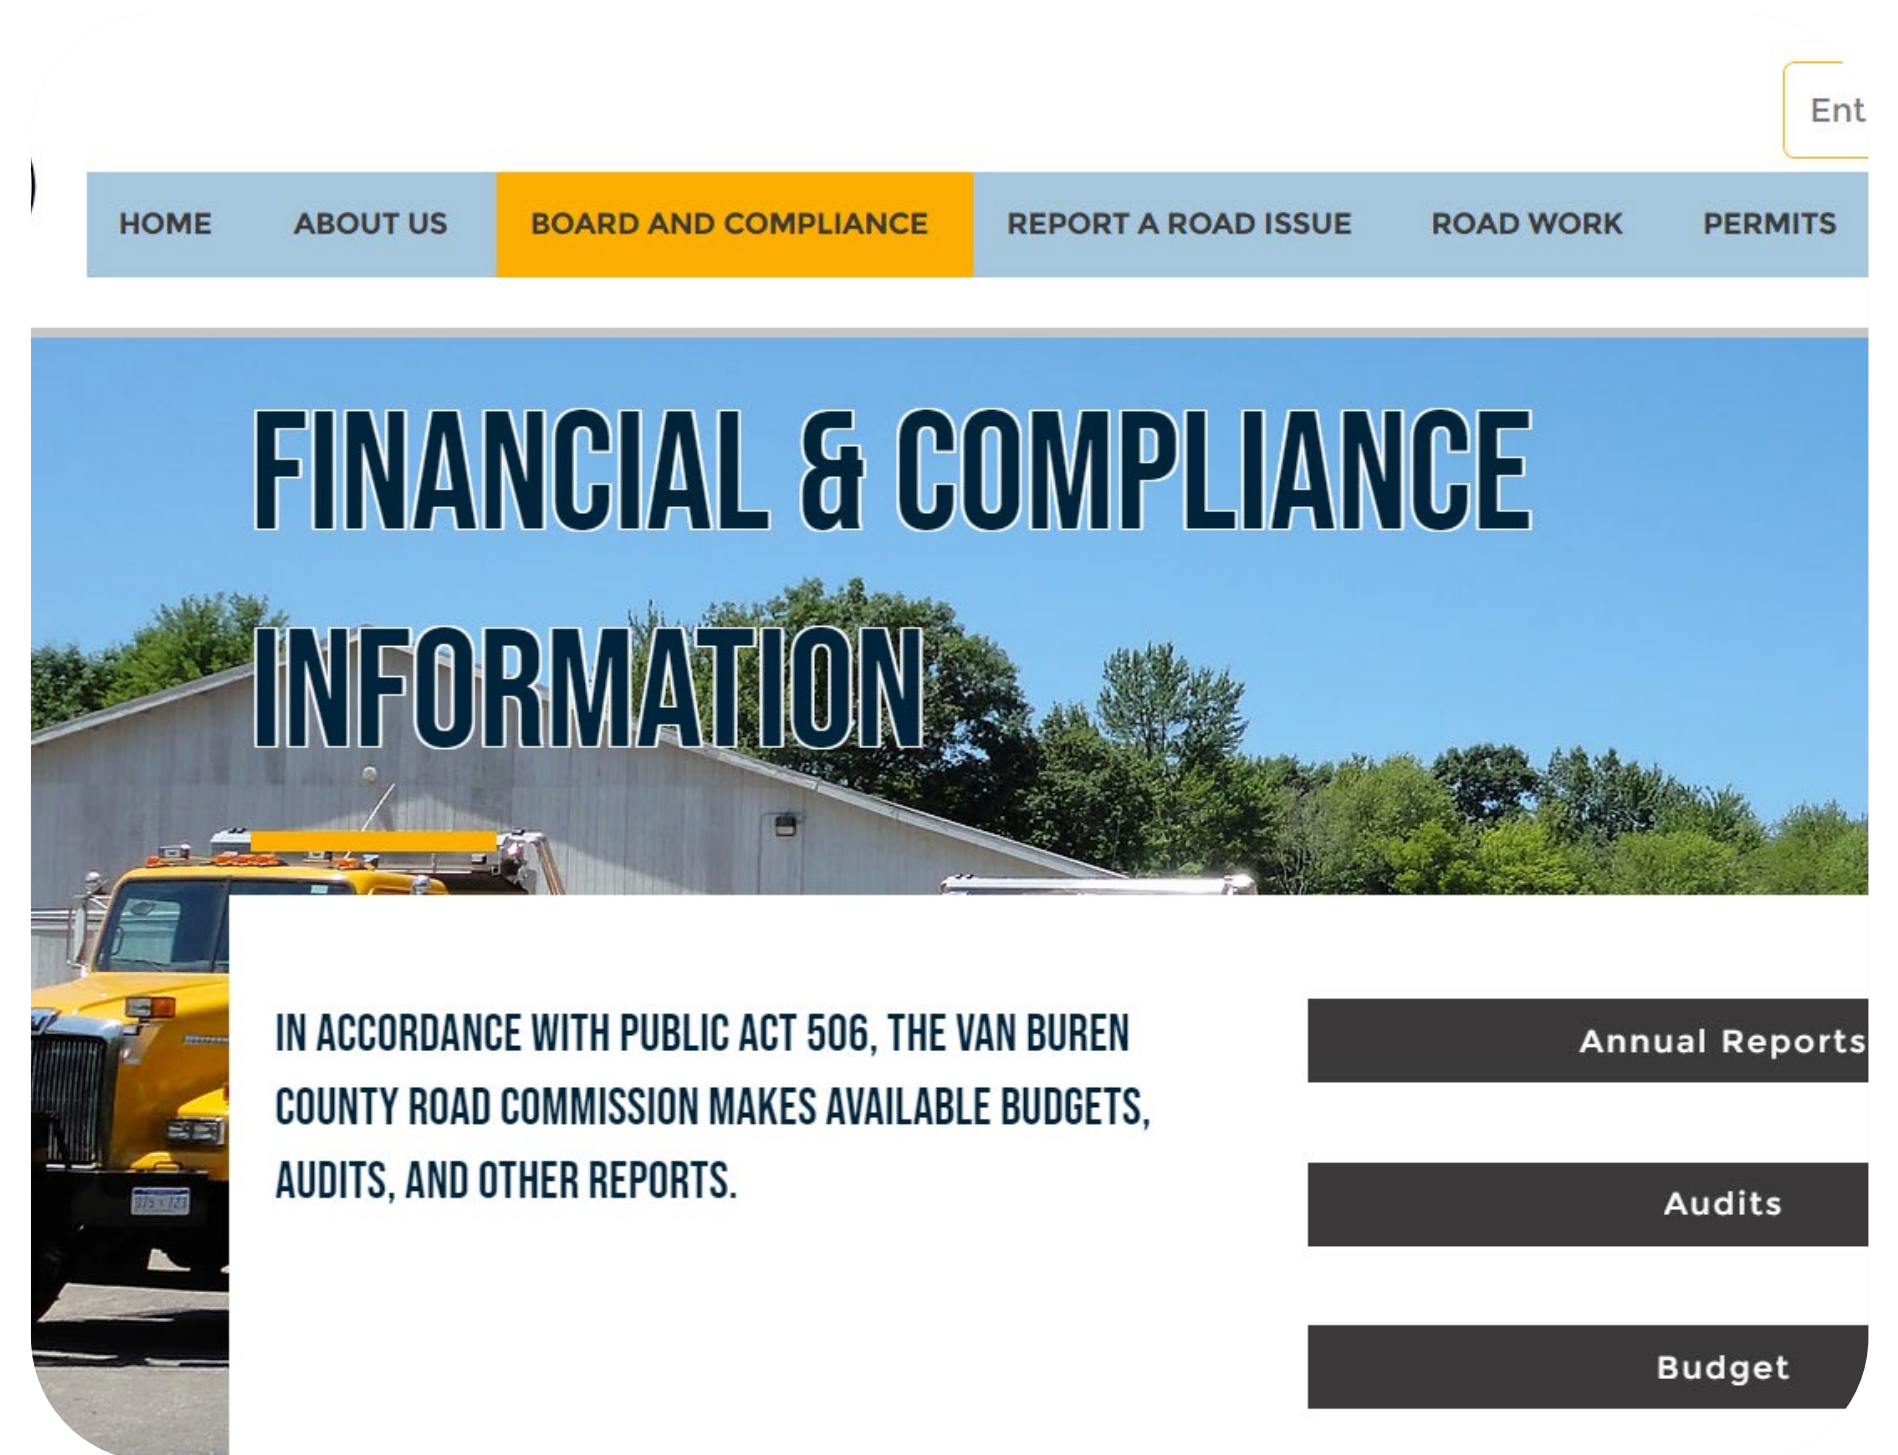 Ent
HOME ABOUT US BOARD AND COMPLIANCE REPORT A ROAD ISSUE ROAD WORK PERMITS
FINANCIAL & COMPLIANCE
INFORMATION
IN ACCORDANCE WITH PUBLIC ACT 506, THE VAN BUREN
COUNTY ROAD COMMISSION MAKES AVAILABLE BUDGETS,
AUDITS, AND OTHER REPORTS.
Annual Reports
Audits
Budget